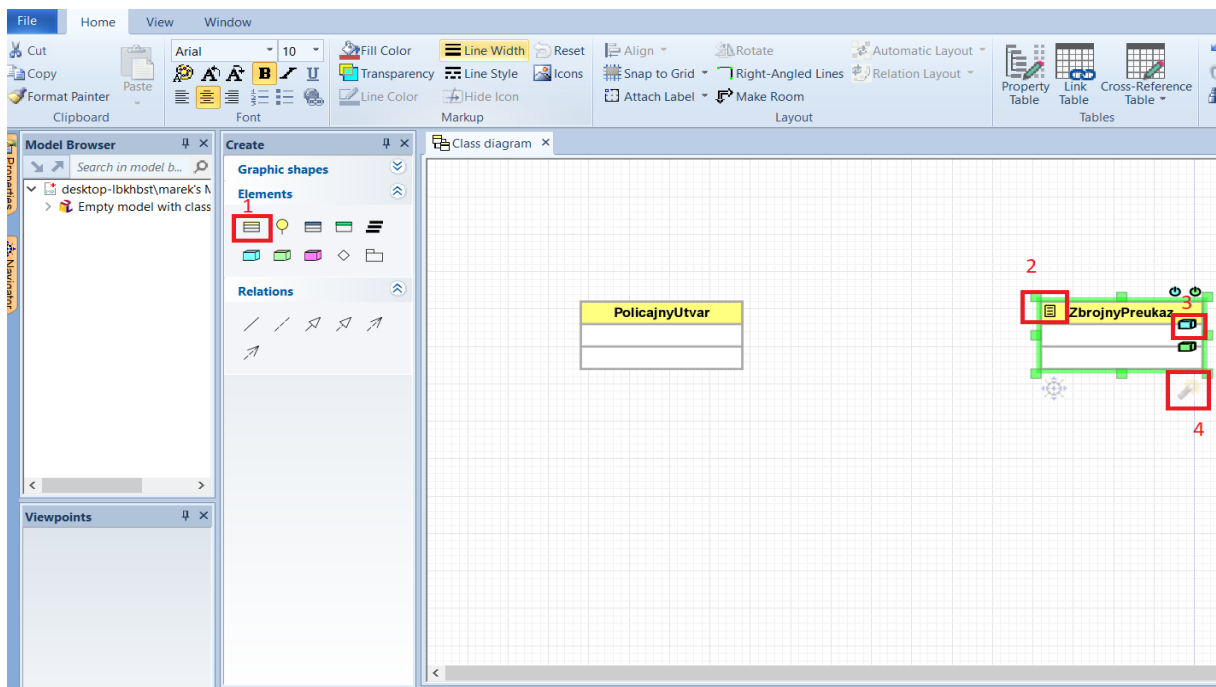 File Home View Window
Cut Arial 10 Fill Color Line Width Reset Align Rotate Automatic Layout
Copy Paste B U Transparency Line Style Icons Snap to Grid Right-Angled Lines Relation Layout
Format Painter Line Color Hide Icon Attach Label Make Room
Property Table Link Table Cross-Reference Table
Clipboard Font Markup Layout Tables
Properties
Navigator
Model Browser
Search in model b...
desktop-lbkhbst\marek's M
Empty model with class
Viewpoints
Create
Graphic shapes
Elements
1
Relations
Class diagram
PolicajnyUtvar
2
ZbrojnyPreukaz
3
4